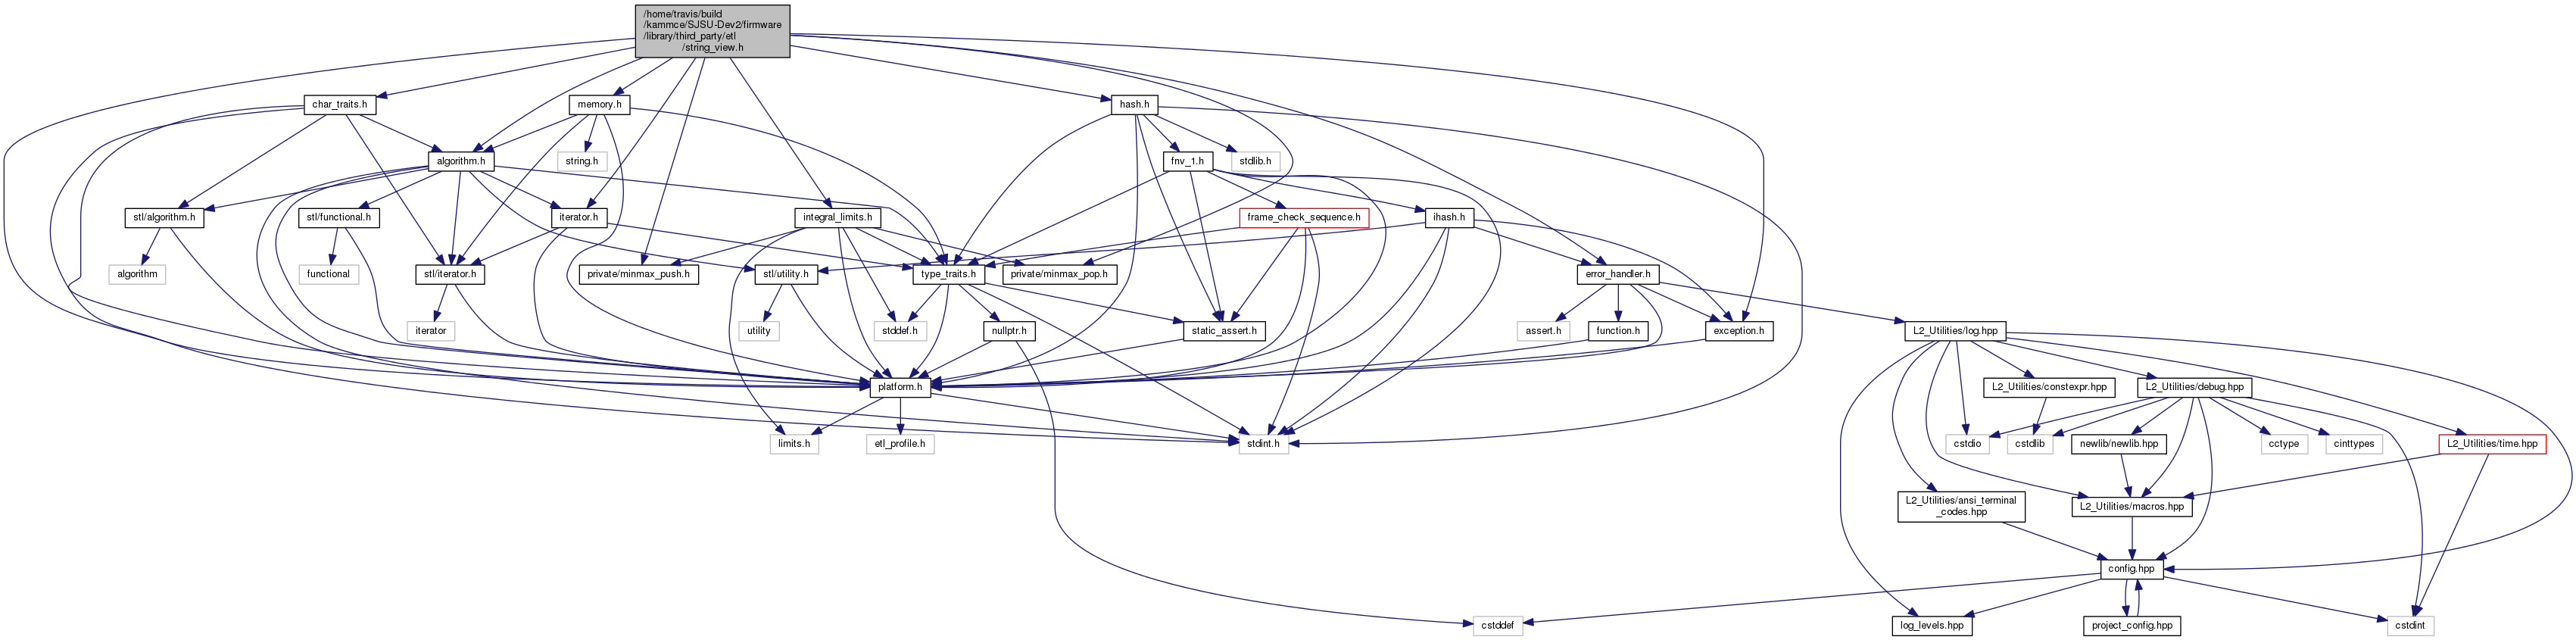 /home/travis/build
/kammce/SJSU-Dev2/firmware
/library/third_party/etl
/string_view.h
char_traits.h
memory.h
hash.h
algorithm.h
string.h
fnv_1.h
stdlib.h
stl/algorithm.h
stl/functional.h
iterator.h
integral_limits.h
frame_check_sequence.h
ihash.h
algorithm
functional
stl/iterator.h
private/minmax_push.h
stl/utility.h
type_traits.h
private/minmax_pop.h
error_handler.h
iterator
utility
stddef.h
nullptr.h
static_assert.h
assert.h
function.h
exception.h
L2_Utilities/log.hpp
platform.h
L2_Utilities/constexpr.hpp
L2_Utilities/debug.hpp
limits.h
etl_profile.h
stdint.h
cstdio
cstdlib
newlib/newlib.hpp
cctype
cinttypes
L2_Utilities/time.hpp
L2_Utilities/ansi_terminal
_codes.hpp
L2_Utilities/macros.hpp
config.hpp
cstddef
log_levels.hpp
project_config.hpp
cstdint